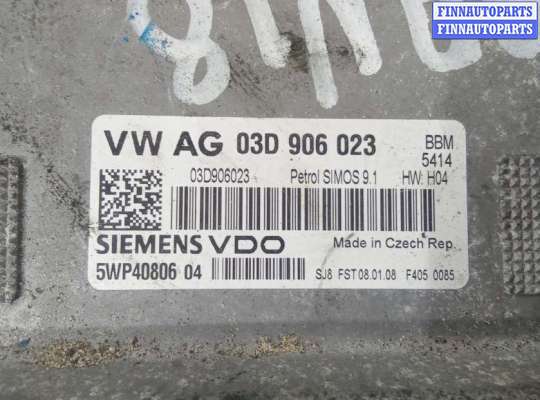 FINNAUTOPARTS
FINNAUTOPARTS
VW AG 03D 906 023 BBM
5414
03D906023 Petrol SIMOS 9.1 HW: H04
SIEMENS VDO Made in Czech Rep.
5WP40806 04 SJ8 FST 08.01.08 F405 0085